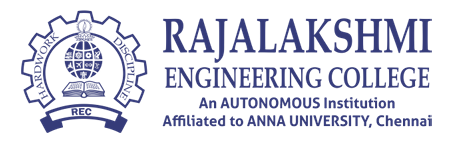 HARDWORK
DISCIPLINE
REC
RAJALAKSHMI
ENGINEERING COLLEGE
An AUTONOMOUS Institution
Affiliated to ANNA UNIVERSITY, Chennai